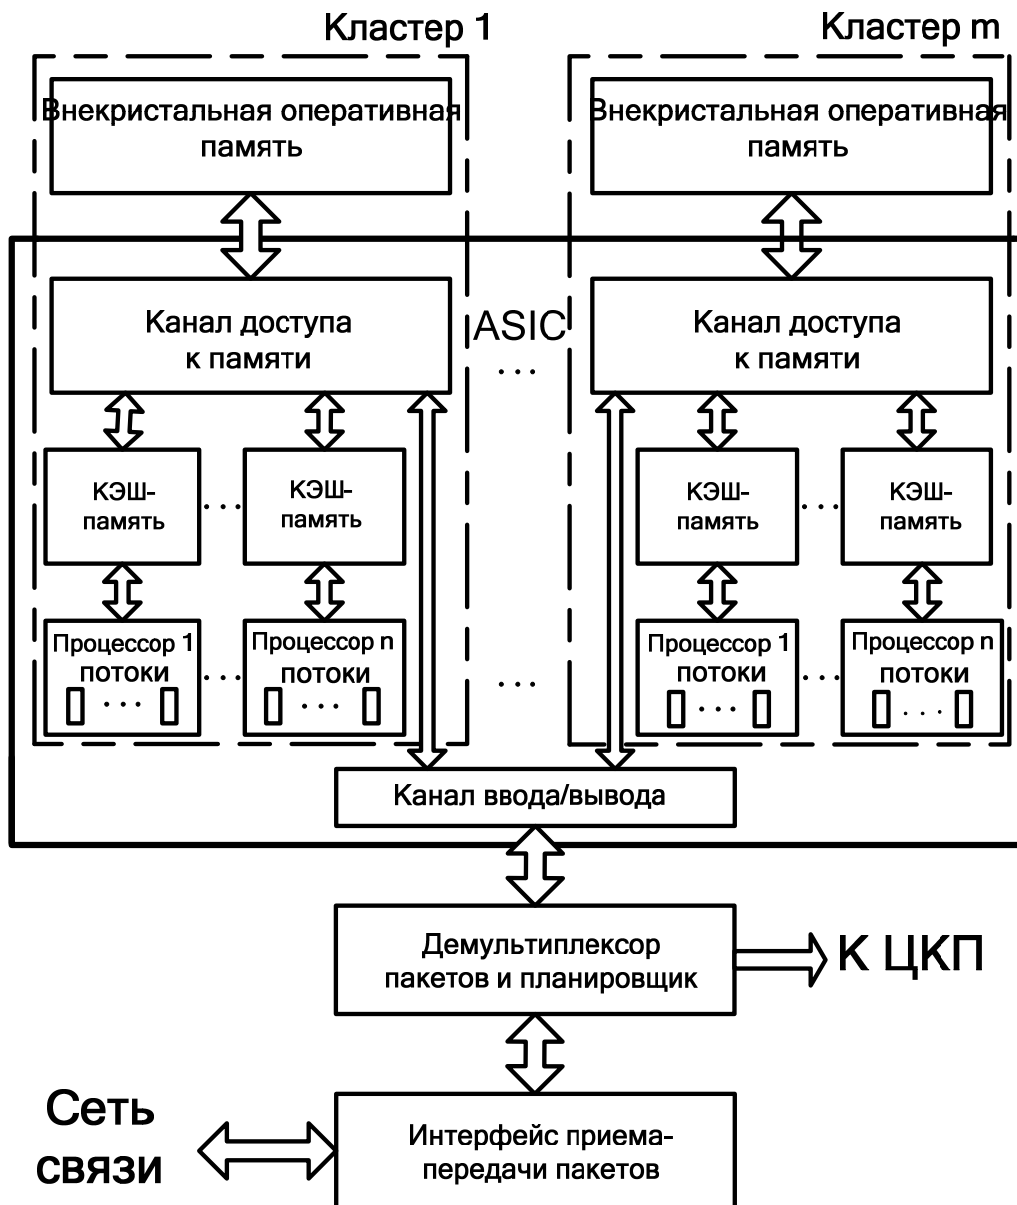 Кластер 1
Кластер m
Внекристальная оперативная
память
Внекристальная оперативная
память
Канал доступа
к памяти
ASIC
...
Канал доступа
к памяти
КЭШ-
память
...
КЭШ-
память
КЭШ-
память
...
КЭШ-
память
Процессор 1
потоки
...
...
Процессор n
потоки
...
...
Процессор 1
потоки
...
...
Процессор n
потоки
...
Канал ввода/вывода
Демультиплексор
пакетов и планировщик
К ЦКП
Сеть
связи
Интерфейс приема-
передачи пакетов